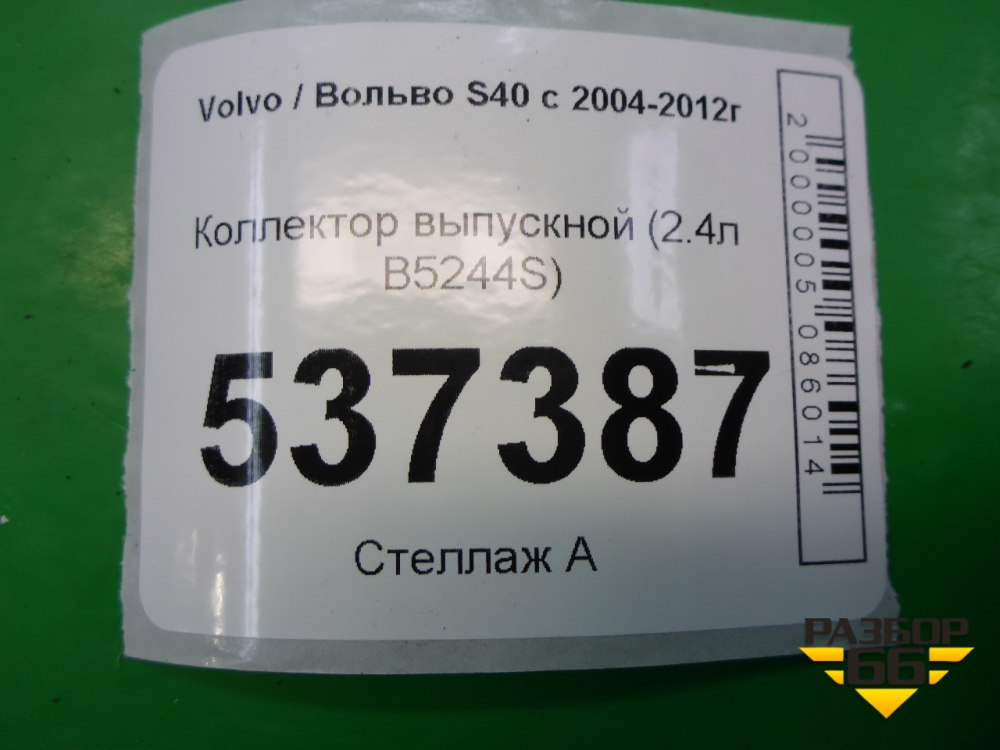 Volvo / Вольво S40 с 2004-2012г
Коллектор выпускной (2.4л
B5244S)
537387
Стеллаж А
2000005086014
РАЗБОР
66